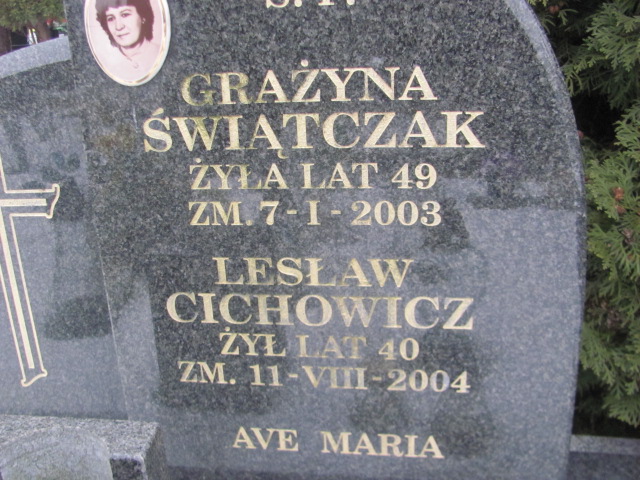 Ś.P.
GRAŻYNA
ŚWIĄTCZAK
ŻYŁA LAT 49
ZM. 7-I-2003
LESŁAW
CICHOWICZ
ŻYŁ LAT 40
ZM. 11-VIII-2004
AVE MARIA